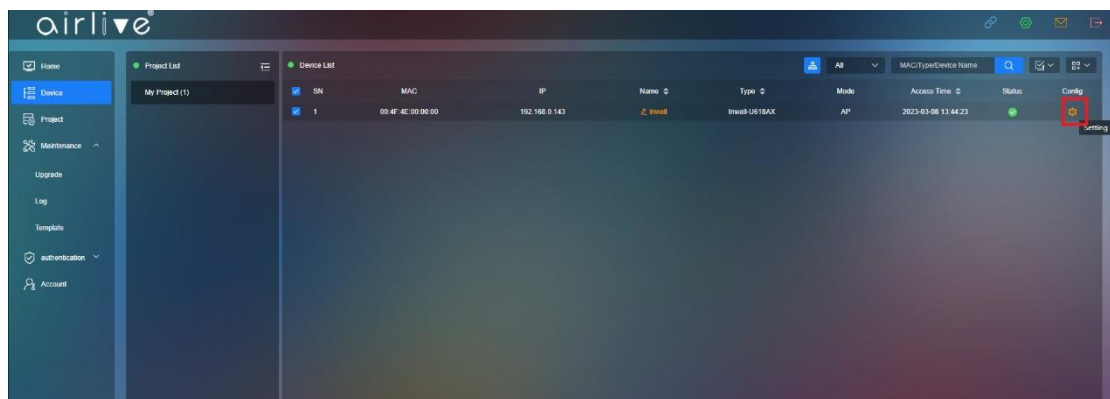 airlive®
Home
Device
Project
Maintenance
Upgrade
Log
Template
authentication
Account
Project List
My Project (1)
Device List
All
MAC/Type/Device Name
SN MAC IP Name Type Mode Access Time Status Config
1 09:4F:4E:00:00:00 192.168.0.143 inwall Inwall-U618AX AP 2023-03-08 13:44:23
Setting